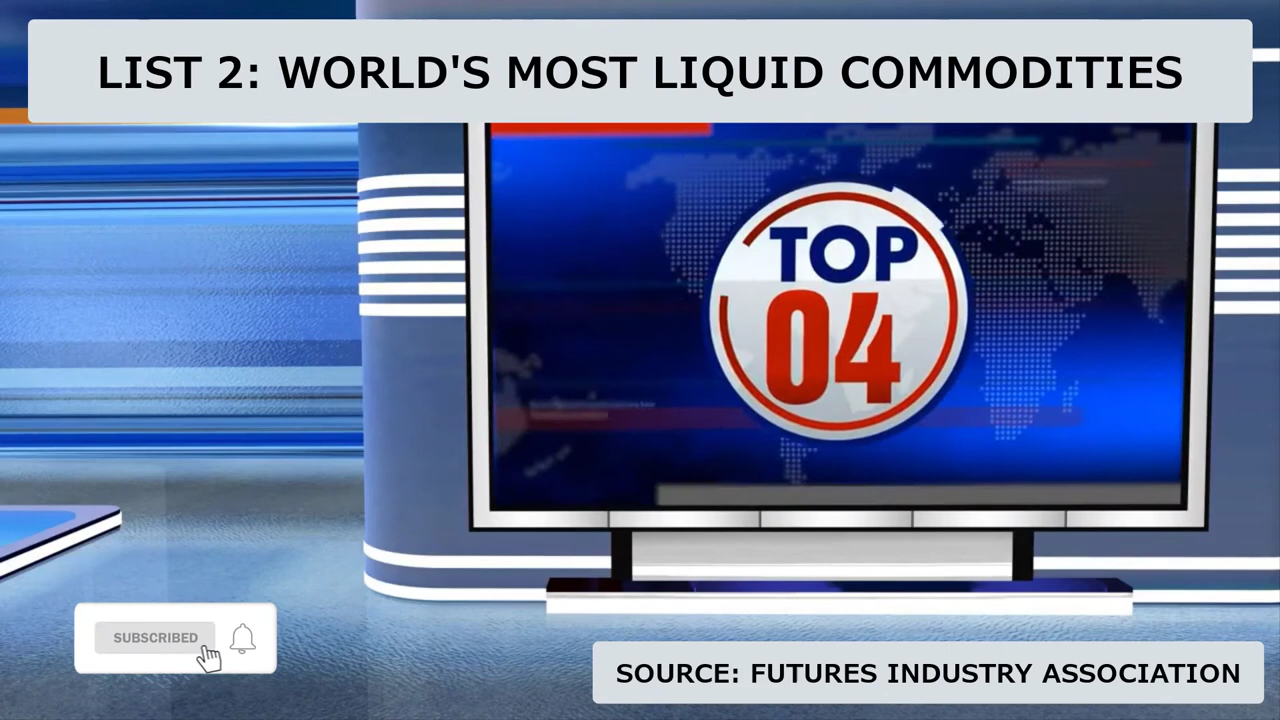 LIST 2: WORLD'S MOST LIQUID COMMODITIES
TOP
04
SUBSCRIBED
SOURCE: FUTURES INDUSTRY ASSOCIATION